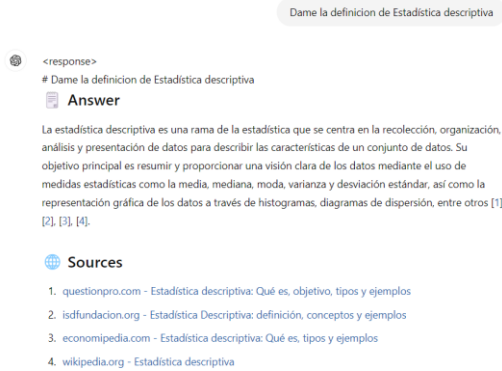 Dame la definicion de Estadística descriptiva
<response>
# Dame la definicion de Estadística descriptiva
Answer
La estadística descriptiva es una rama de la estadística que se centra en la recolección, organización,
análisis y presentación de datos para describir las características de un conjunto de datos. Su
objetivo principal es resumir y proporcionar una visión clara de los datos mediante el uso de
medidas estadísticas como la media, mediana, moda, varianza y desviación estándar, así como la
representación gráfica de los datos a través de histogramas, diagramas de dispersión, entre otros [1]
[2], [3], [4].
Sources
1. questionpro.com - Estadística descriptiva: Qué es, objetivo, tipos y ejemplos
2. isdfundacion.org - Estadística Descriptiva: definición, conceptos y ejemplos
3. economipedia.com - Estadística descriptiva: Qué es, tipos y ejemplos
4. wikipedia.org - Estadística descriptiva